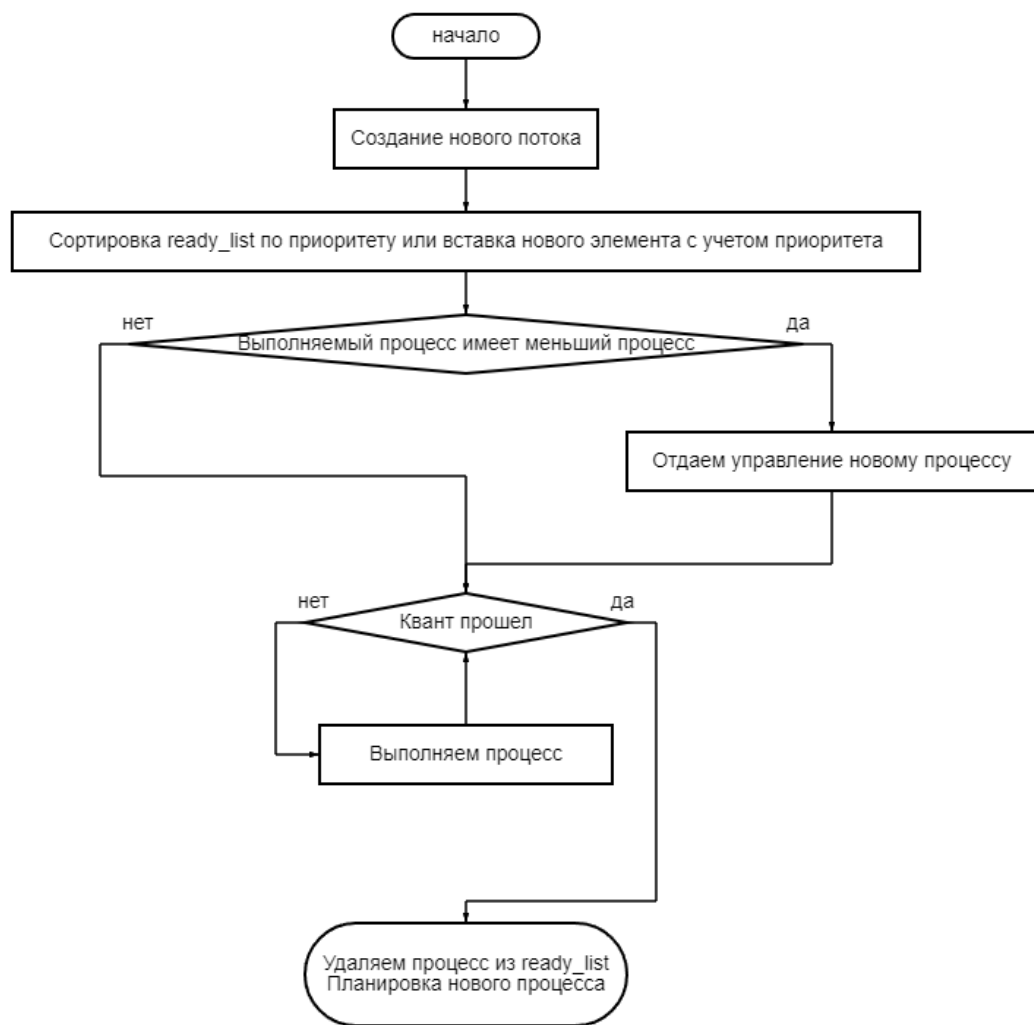 начало
Создание нового потока
Сортировка ready_list по приоритету или вставка нового элемента с учетом приоритета
нет
да
Выполняемый процесс имеет меньший процесс
Отдаем управление новому процессу
нет
да
Квант прошел
Выполняем процесс
Удаляем процесс из ready_list
Планировка нового процесса